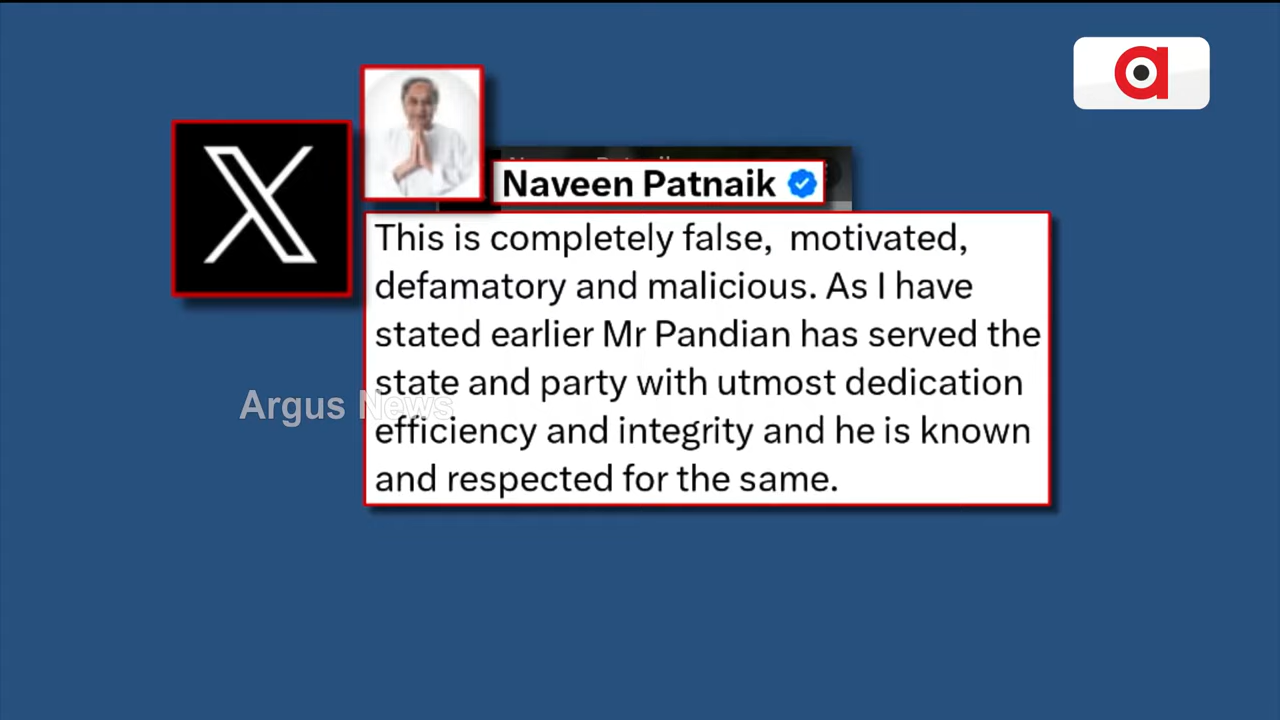 Naveen Patnaik
This is completely false, motivated,
defamatory and malicious. As I have
stated earlier Mr Pandian has served the
state and party with utmost dedication
efficiency and integrity and he is known
and respected for the same.
Argus News